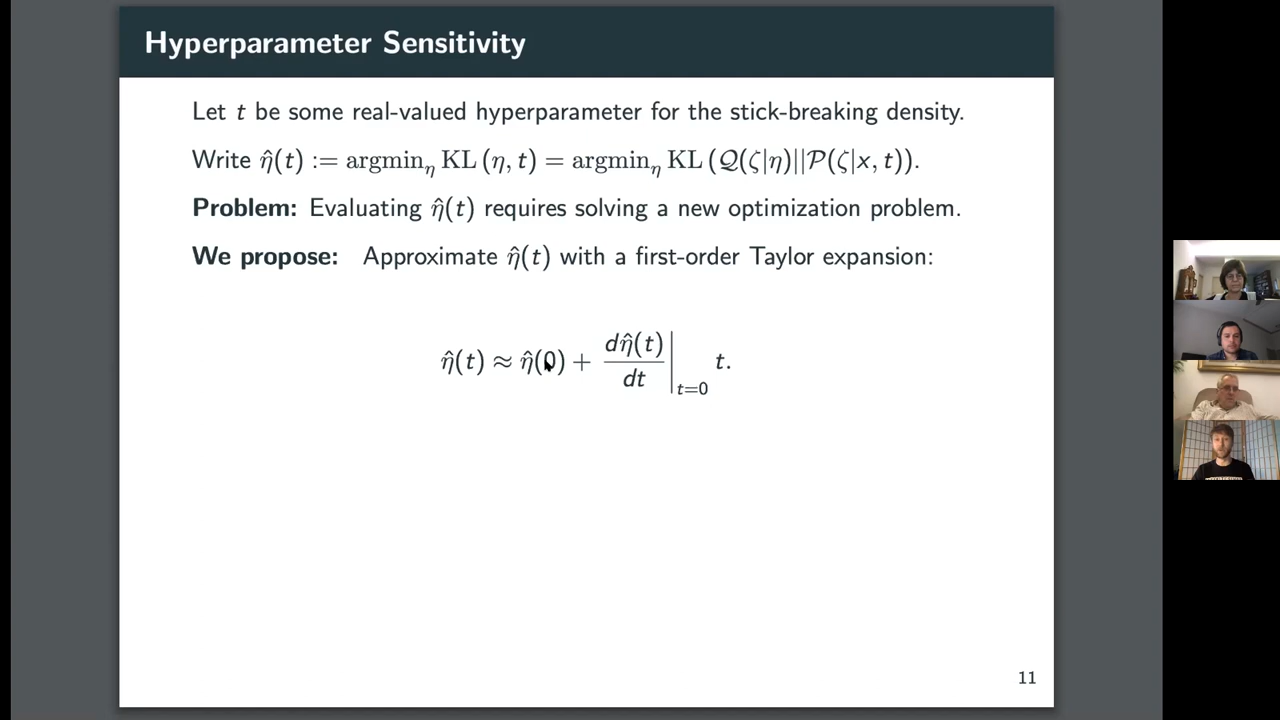 Hyperparameter Sensitivity
Let t be some real-valued hyperparameter for the stick-breaking density.
Write η̂(t) := argmin_η KL (η, t) = argmin_η KL (Q(ζ|η)||P(ζ|x, t)).
Problem: Evaluating η̂(t) requires solving a new optimization problem.
We propose: Approximate η̂(t) with a first-order Taylor expansion:
η̂(t) ≈ η̂(0) + dη̂(t)/dt |_{t=0} t.
11